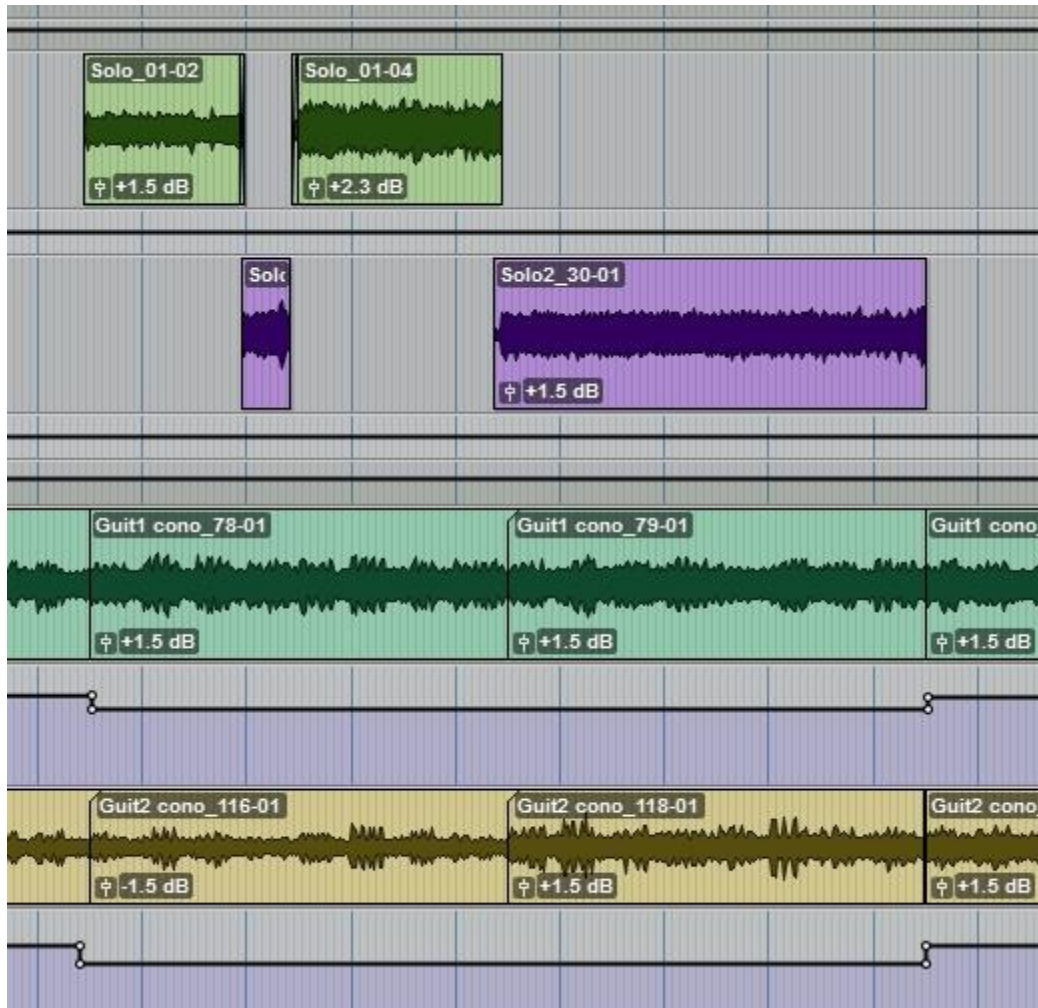 Solo_01-02
Solo_01-04
+1.5 dB
+2.3 dB
Solo2_30-01
+1.5 dB
Guit1 cono_78-01
Guit1 cono_79-01
Guit1 cono_
+1.5 dB
+1.5 dB
+1.5 dB
Guit2 cono_116-01
Guit2 cono_118-01
Guit2 cono
-1.5 dB
+1.5 dB
+1.5 dB